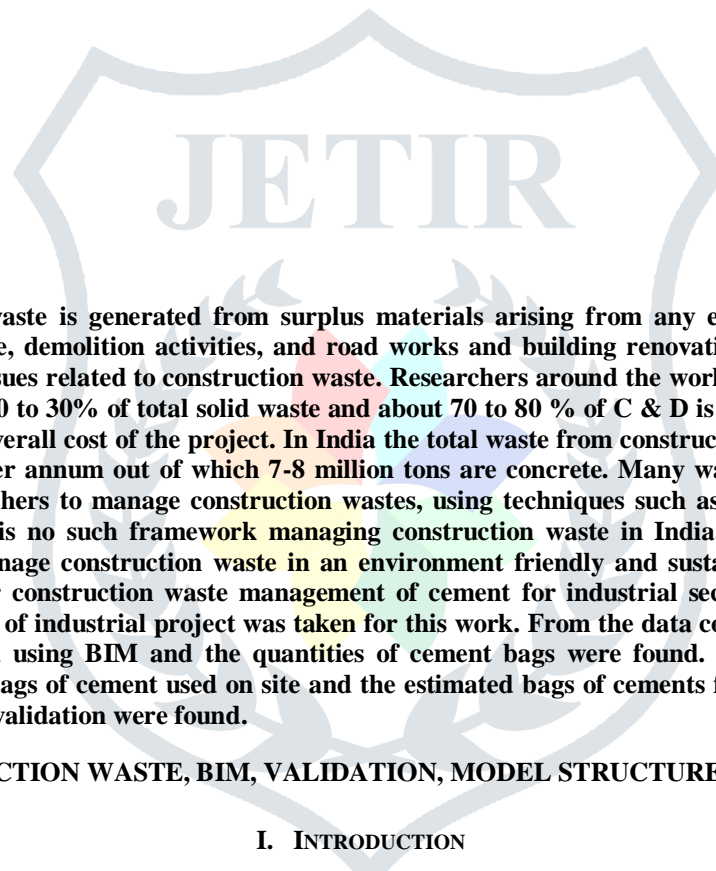 JETIR
waste is generated from surplus materials arising from any e
e, demolition activities, and road works and building renovati
sues related to construction waste. Researchers around the worl
0 to 30% of total solid waste and about 70 to 80 % of C & D is
verall cost of the project. In India the total waste from construc
er annum out of which 7-8 million tons are concrete. Many wa
hers to manage construction wastes, using techniques such as
is no such framework managing construction waste in India
nage construction waste in an environment friendly and susta
r construction waste management of cement for industrial sec
of industrial project was taken for this work. From the data co
using BIM and the quantities of cement bags were found.
ags of cement used on site and the estimated bags of cements f
validation were found.
CTION WASTE, BIM, VALIDATION, MODEL STRUCTURE
I. INTRODUCTION